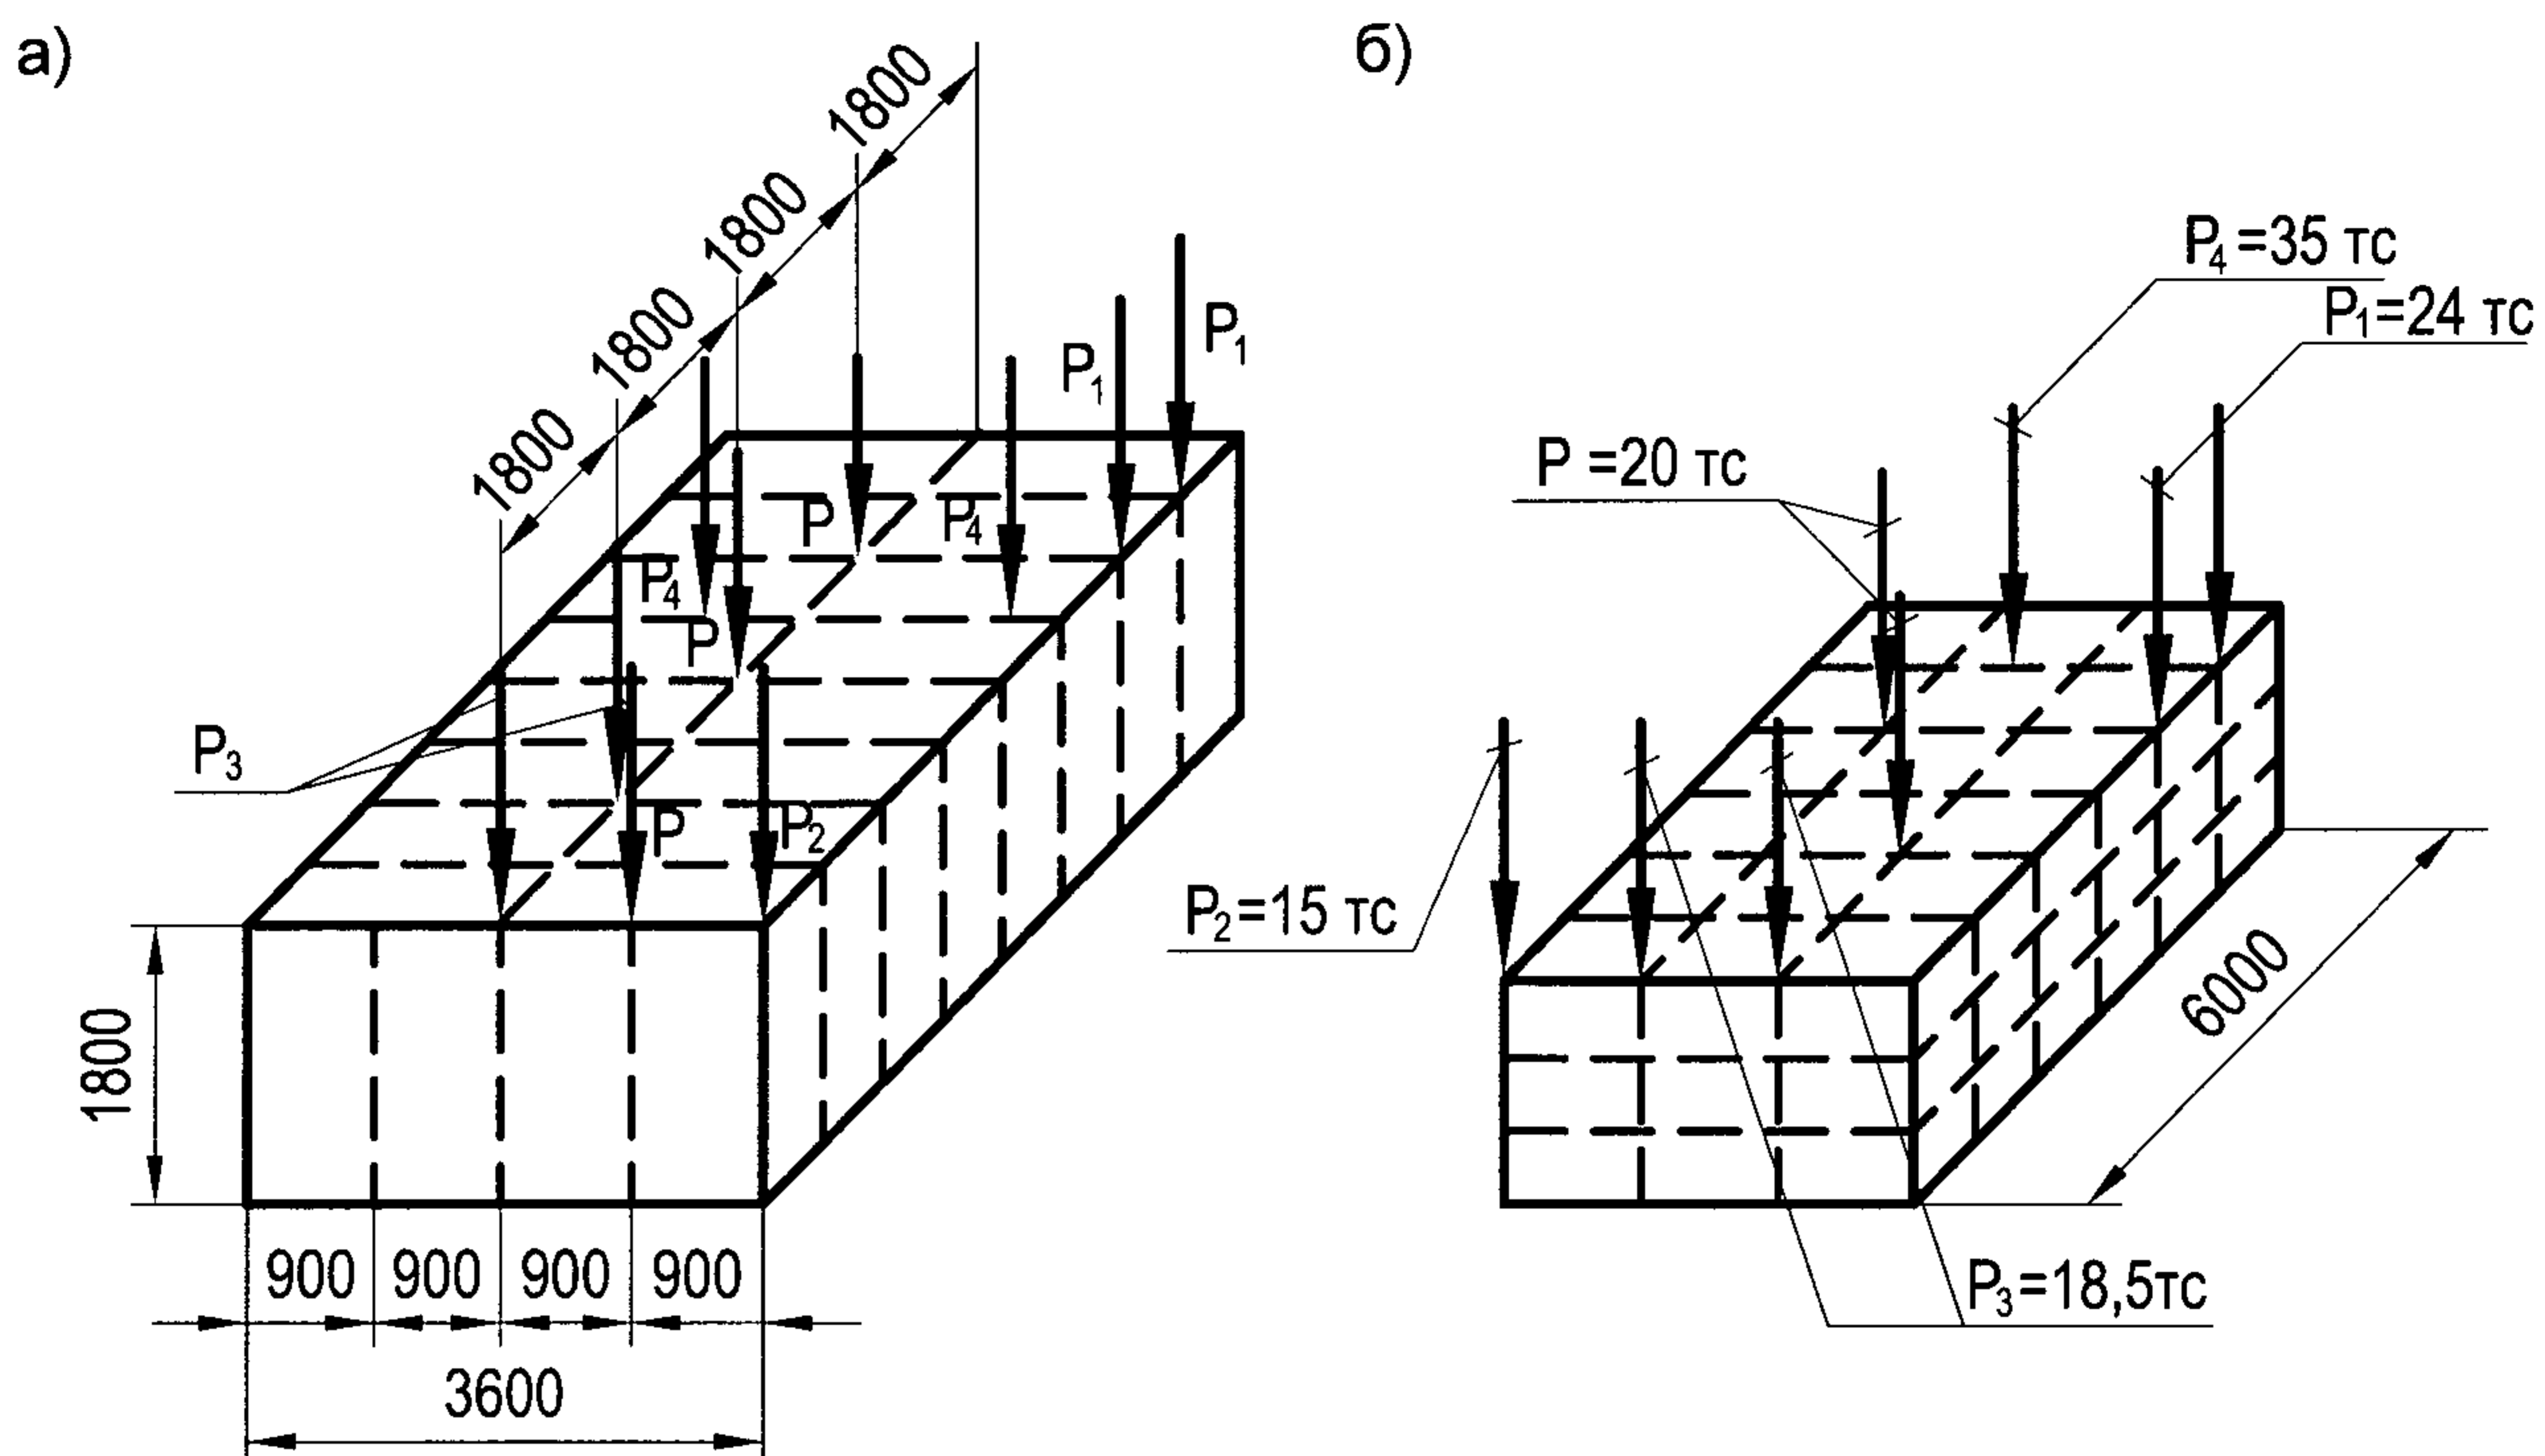 а)
1800
1800
1800
1800
P₁
P₁
P
P₄
P₄
P
P₃
P
P₂
1800
900 900 900 900
3600
б)
P₄=35 тс
P₁=24 тс
P =20 тс
P₂=15 тс
6000
P₃=18,5тс